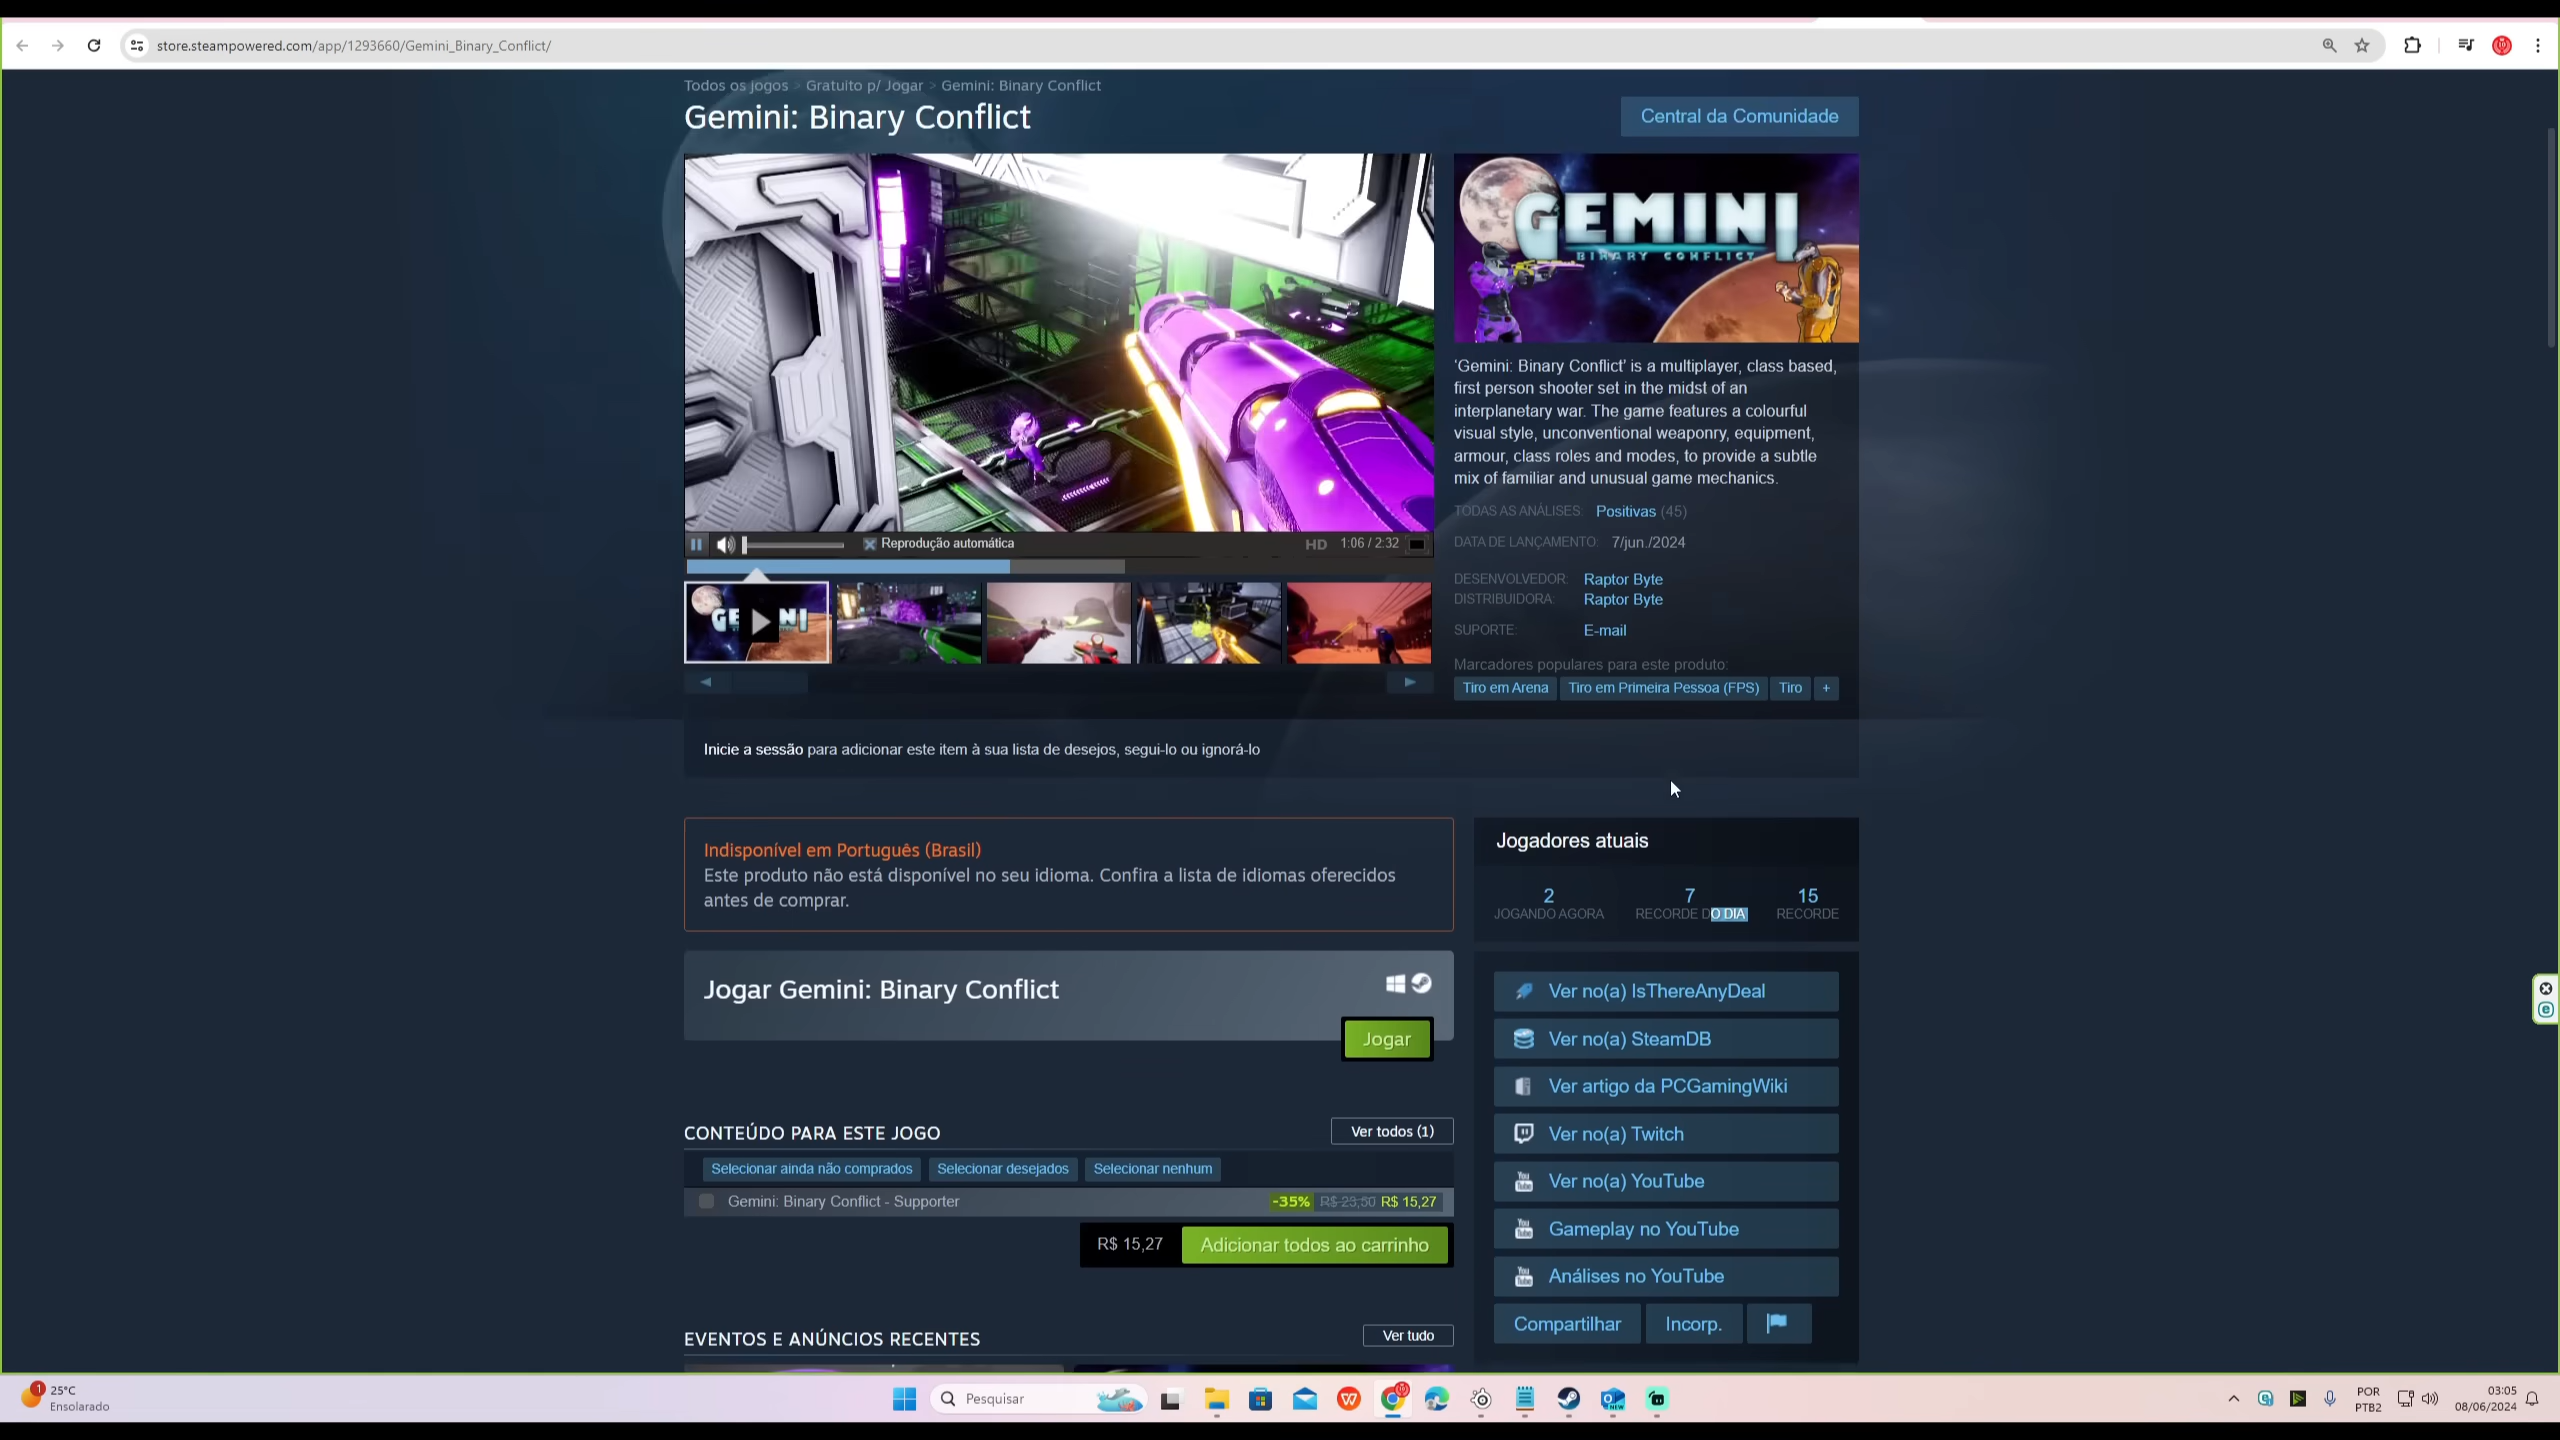 store.steampowered.com/app/1293660/Gemini_Binary_Conflict/
Todos os jogos > Gratuito p/ Jogar > Gemini: Binary Conflict
Gemini: Binary Conflict
Central da Comunidade
GEMINI
BINARY CONFLICT
'Gemini: Binary Conflict' is a multiplayer, class based,
first person shooter set in the midst of an
interplanetary war. The game features a colourful
visual style, unconventional weaponry, equipment,
armour, class roles and modes, to provide a subtle
mix of familiar and unusual game mechanics.
TODAS AS ANÁLISES: Positivas (45)
DATA DE LANÇAMENTO: 7/jun./2024
DESENVOLVEDOR: Raptor Byte
DISTRIBUIDORA: Raptor Byte
SUPORTE: E-mail
Marcadores populares para este produto:
Tiro em Arena Tiro em Primeira Pessoa (FPS) Tiro +
Reprodução automática
HD 1:06 / 2:32
Inicie a sessão para adicionar este item à sua lista de desejos, segui-lo ou ignorá-lo
Indisponível em Português (Brasil)
Este produto não está disponível no seu idioma. Confira a lista de idiomas oferecidos
antes de comprar.
Jogadores atuais
2 7 15
JOGANDO AGORA RECORDE DO DIA RECORDE
Jogar Gemini: Binary Conflict
Jogar
Ver no(a) IsThereAnyDeal
Ver no(a) SteamDB
Ver artigo da PCGamingWiki
Ver no(a) Twitch
Ver no(a) YouTube
Gameplay no YouTube
Análises no YouTube
Compartilhar Incorp.
CONTEÚDO PARA ESTE JOGO
Ver todos (1)
Selecionar ainda não comprados Selecionar desejados Selecionar nenhum
Gemini: Binary Conflict - Supporter -35% R$ 23,50 R$ 15,27
R$ 15,27 Adicionar todos ao carrinho
EVENTOS E ANÚNCIOS RECENTES
Ver tudo
1
25°C
Ensolarado
Pesquisar
POR
PTB2
03:05
08/06/2024